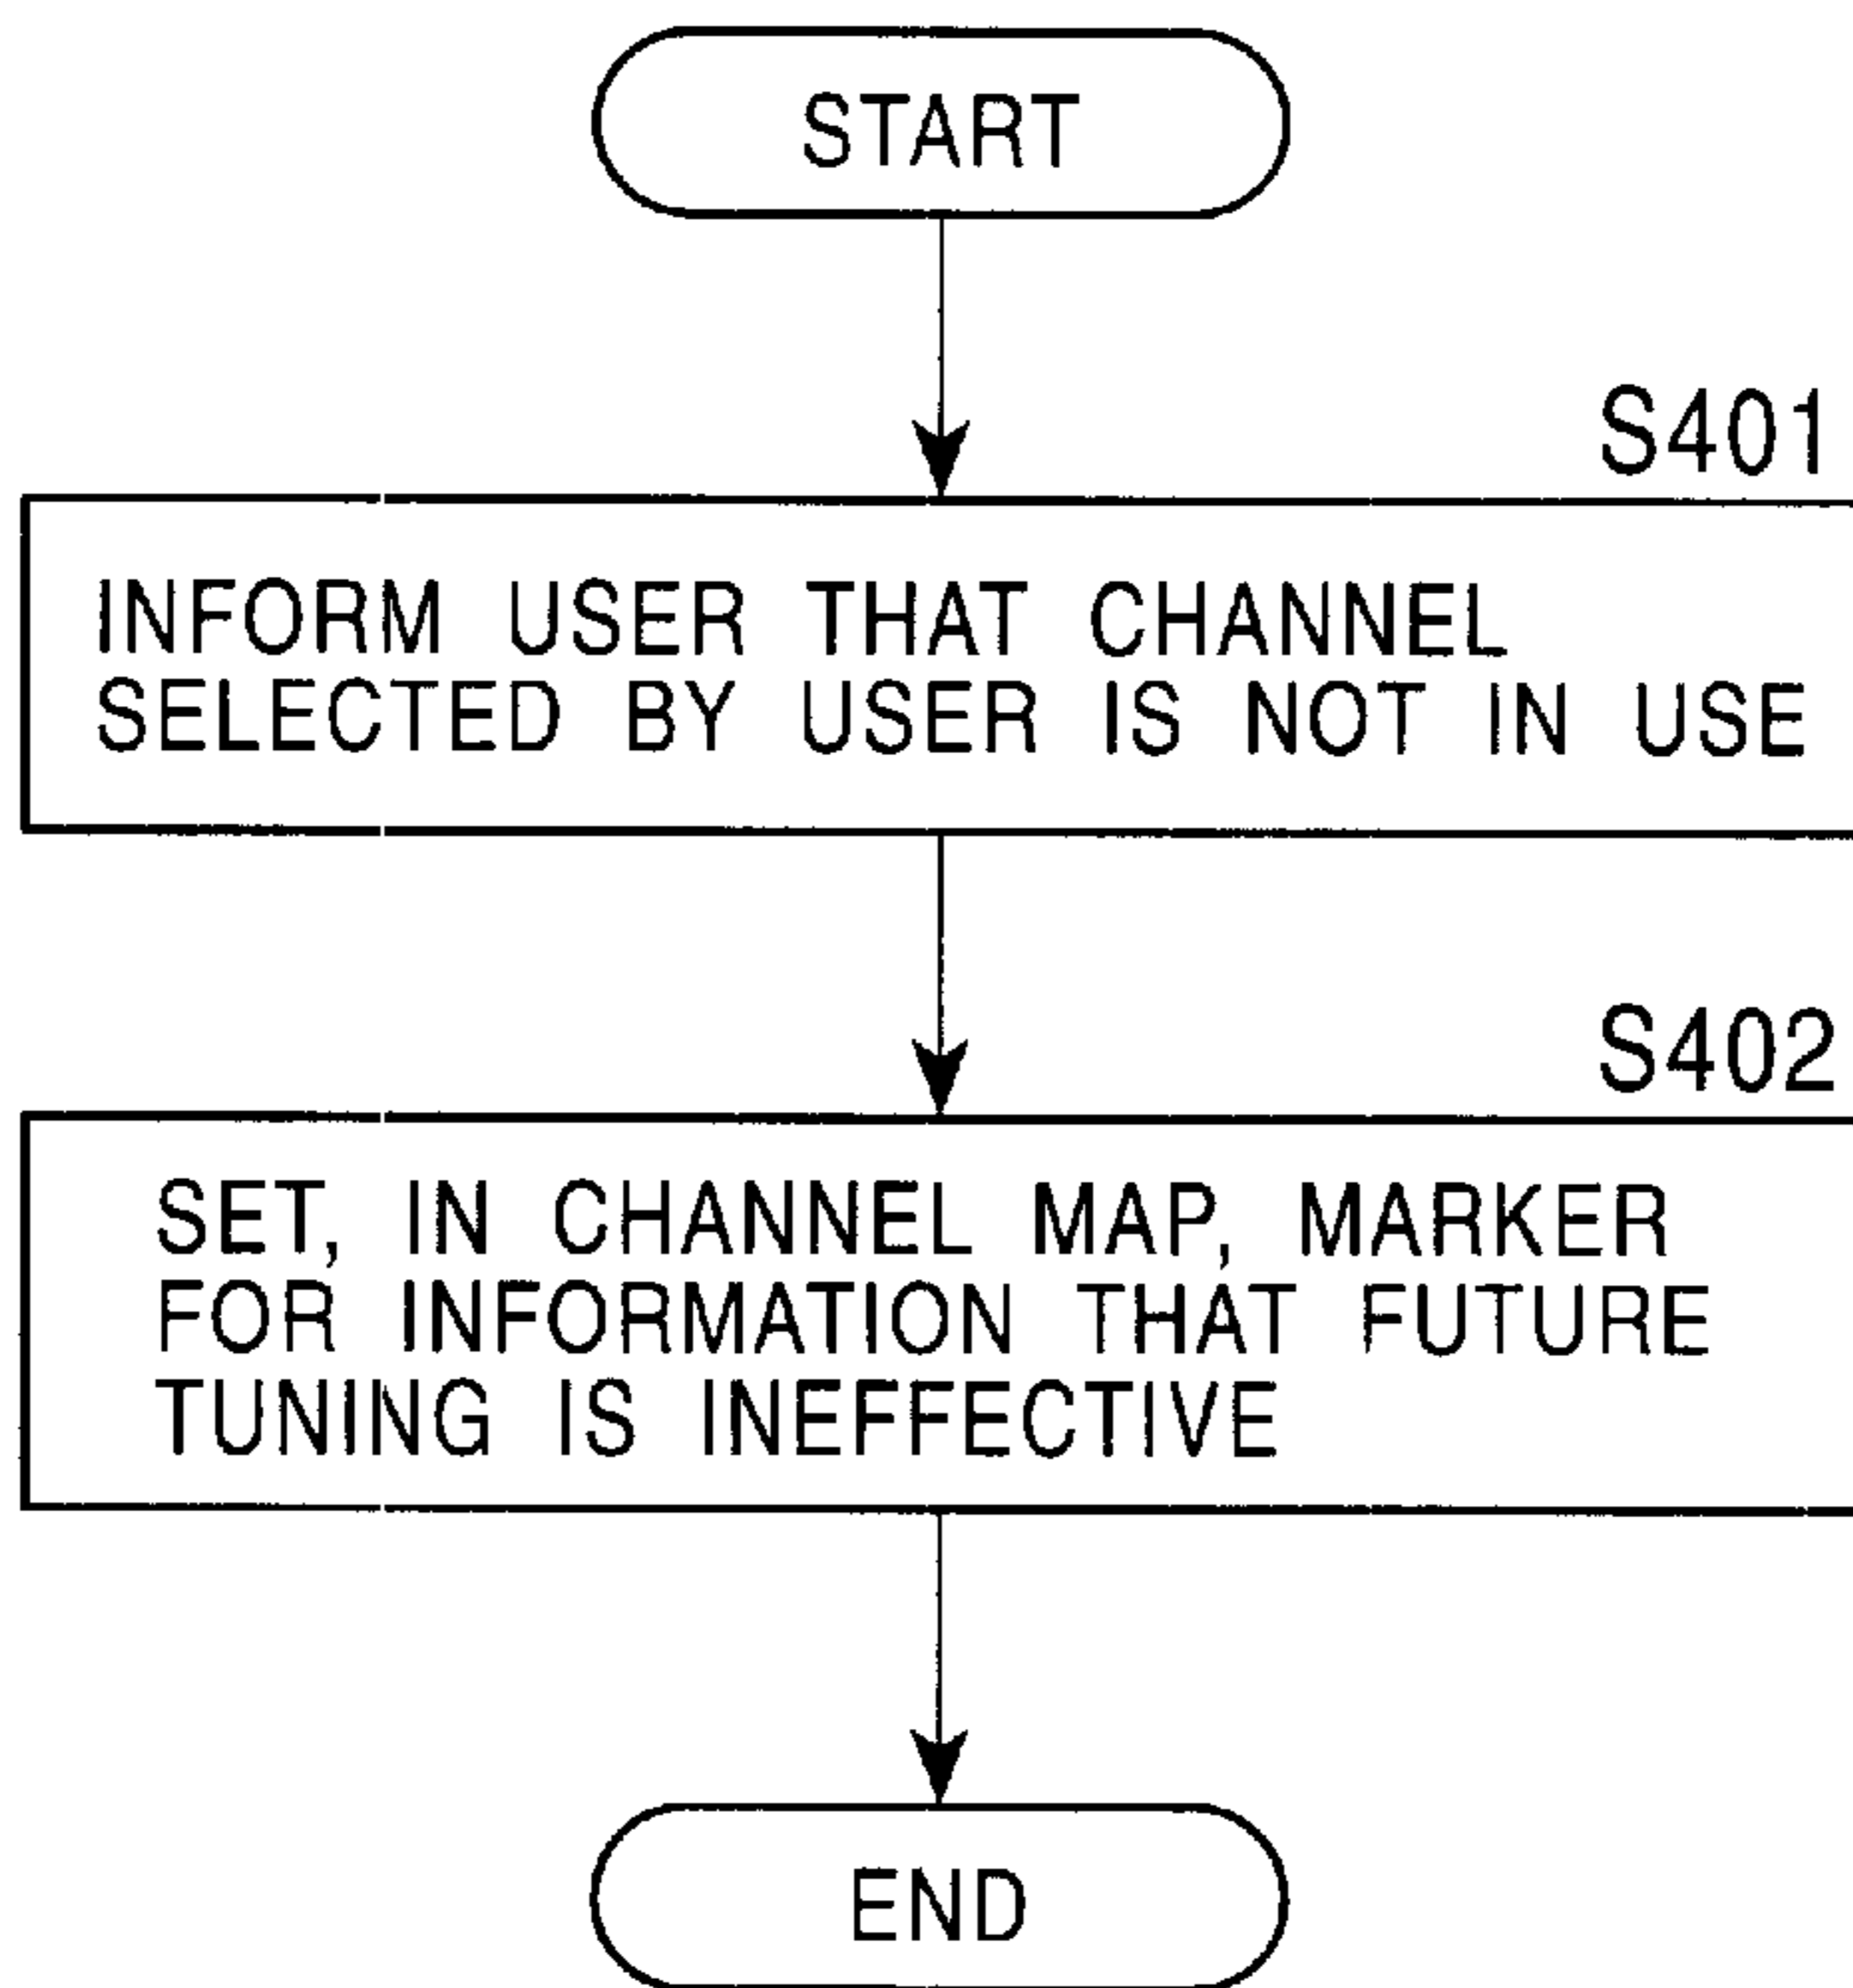 START
S401
INFORM USER THAT CHANNEL
SELECTED BY USER IS NOT IN USE
S402
SET, IN CHANNEL MAP, MARKER
FOR INFORMATION THAT FUTURE
TUNING IS INEFFECTIVE
END